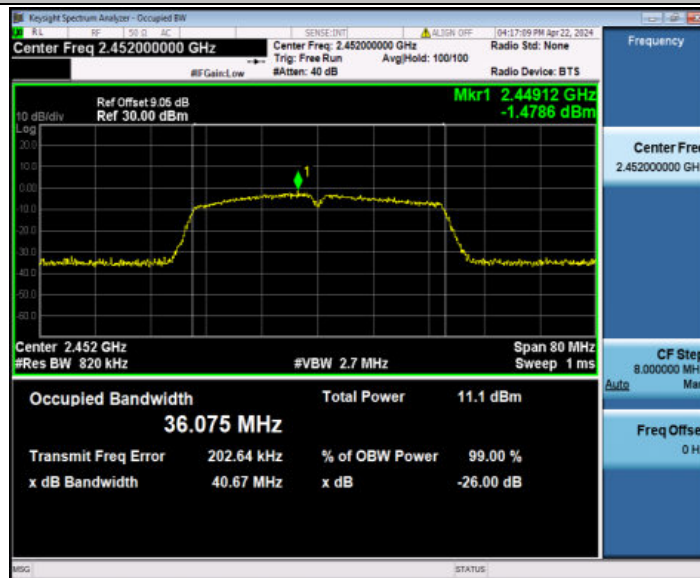 Keysight Spectrum Analyzer - Occupied BW
RL RF 50 Ω AC SENSE:INT ALIGN OFF 04:17:09 PM Apr 22, 2024
Center Freq 2.452000000 GHz Center Freq: 2.452000000 GHz Radio Std: None Frequency
Trig: Free Run Avg|Hold: 100/100
#IFGain:Low #Atten: 40 dB Radio Device: BTS
Ref Offset 9.05 dB Mkr1 2.44912 GHz
10 dB/div Ref 30.00 dBm -1.4786 dBm
Log
20.0
10.0
0.00
-10.0
-20.0
-30.0
-40.0
-50.0
-60.0
1
Center Fre
2.452000000 GH
Center 2.452 GHz Span 80 MHz
#Res BW 820 kHz #VBW 2.7 MHz Sweep 1 ms
CF Step
8.000000 MH
Auto Ma
Occupied Bandwidth Total Power 11.1 dBm
36.075 MHz
Freq Offse
0 H
Transmit Freq Error 202.64 kHz % of OBW Power 99.00 %
x dB Bandwidth 40.67 MHz x dB -26.00 dB
MSG STATUS